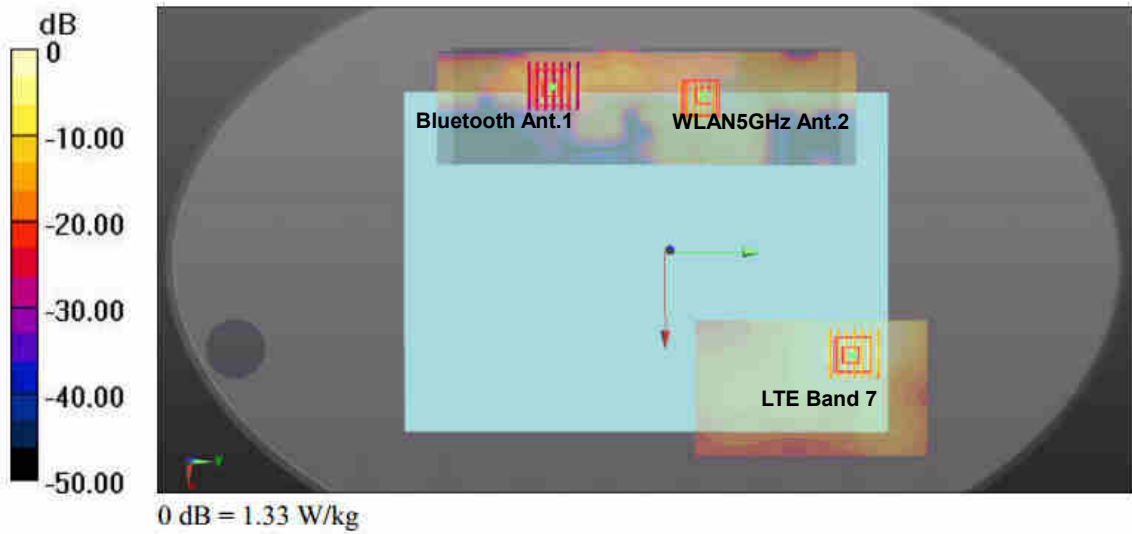 dB
0
-10.00
-20.00
-30.00
-40.00
-50.00
Bluetooth Ant.1
WLAN5GHz Ant.2
LTE Band 7
Y
0 dB = 1.33 W/kg